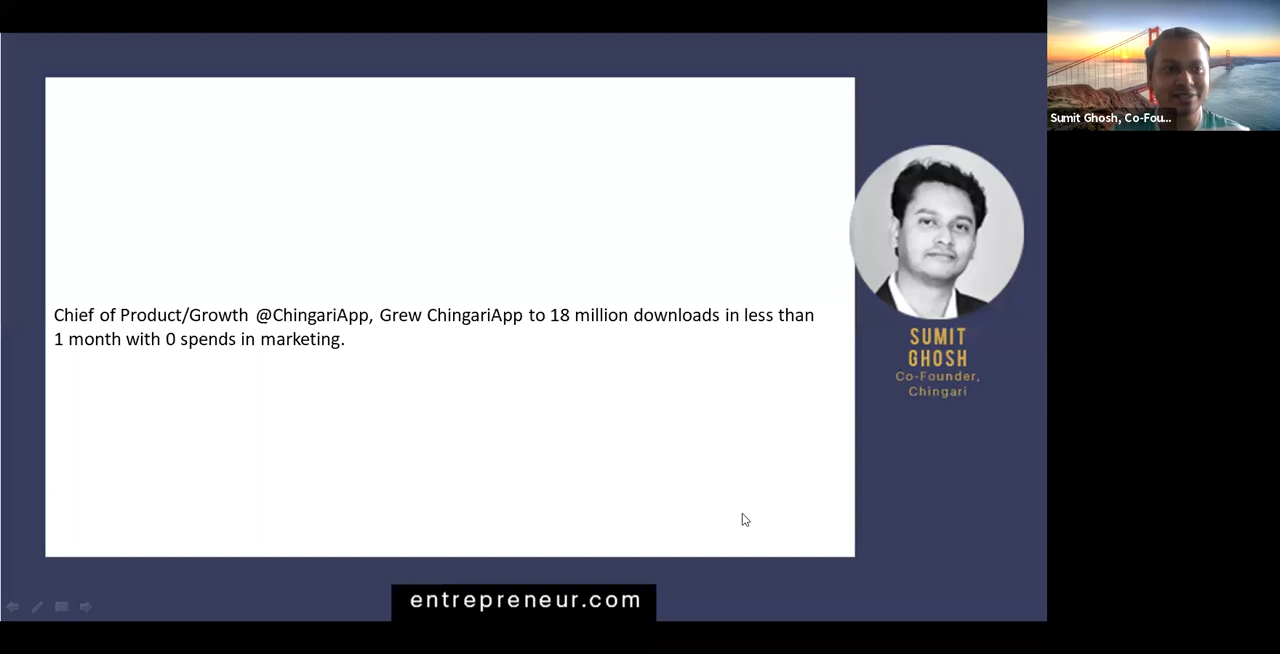 Sumit Ghosh, Co-Fou...
Chief of Product/Growth @ChingariApp, Grew ChingariApp to 18 million downloads in less than
1 month with 0 spends in marketing.
SUMIT
GHOSH
Co-Founder,
Chingari
entrepreneur.com